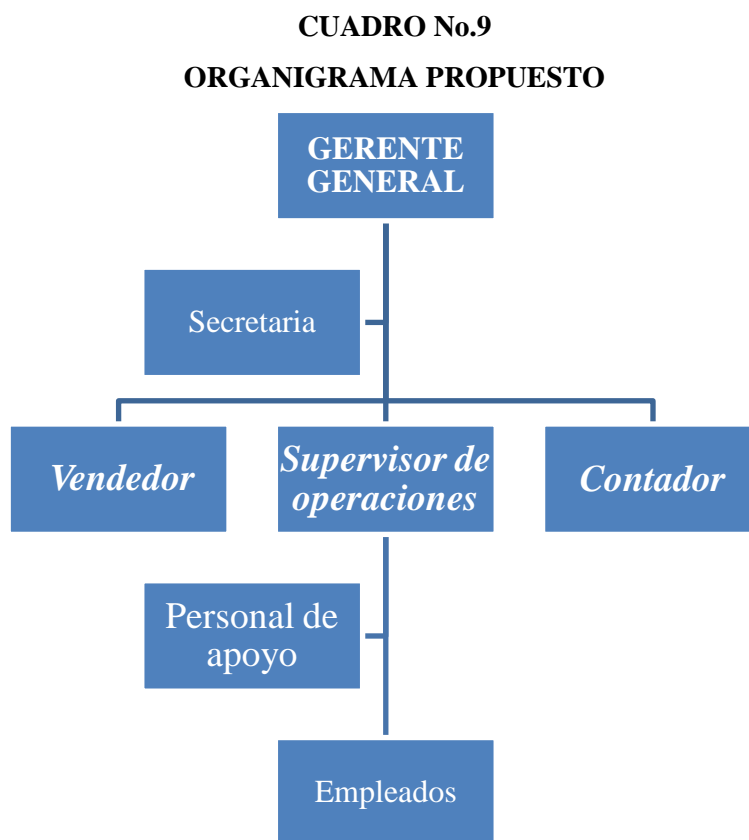 CUADRO No.9
ORGANIGRAMA PROPUESTO
GERENTE
GENERAL
Secretaria
Vendedor
Supervisor de
operaciones
Contador
Personal de
apoyo
Empleados